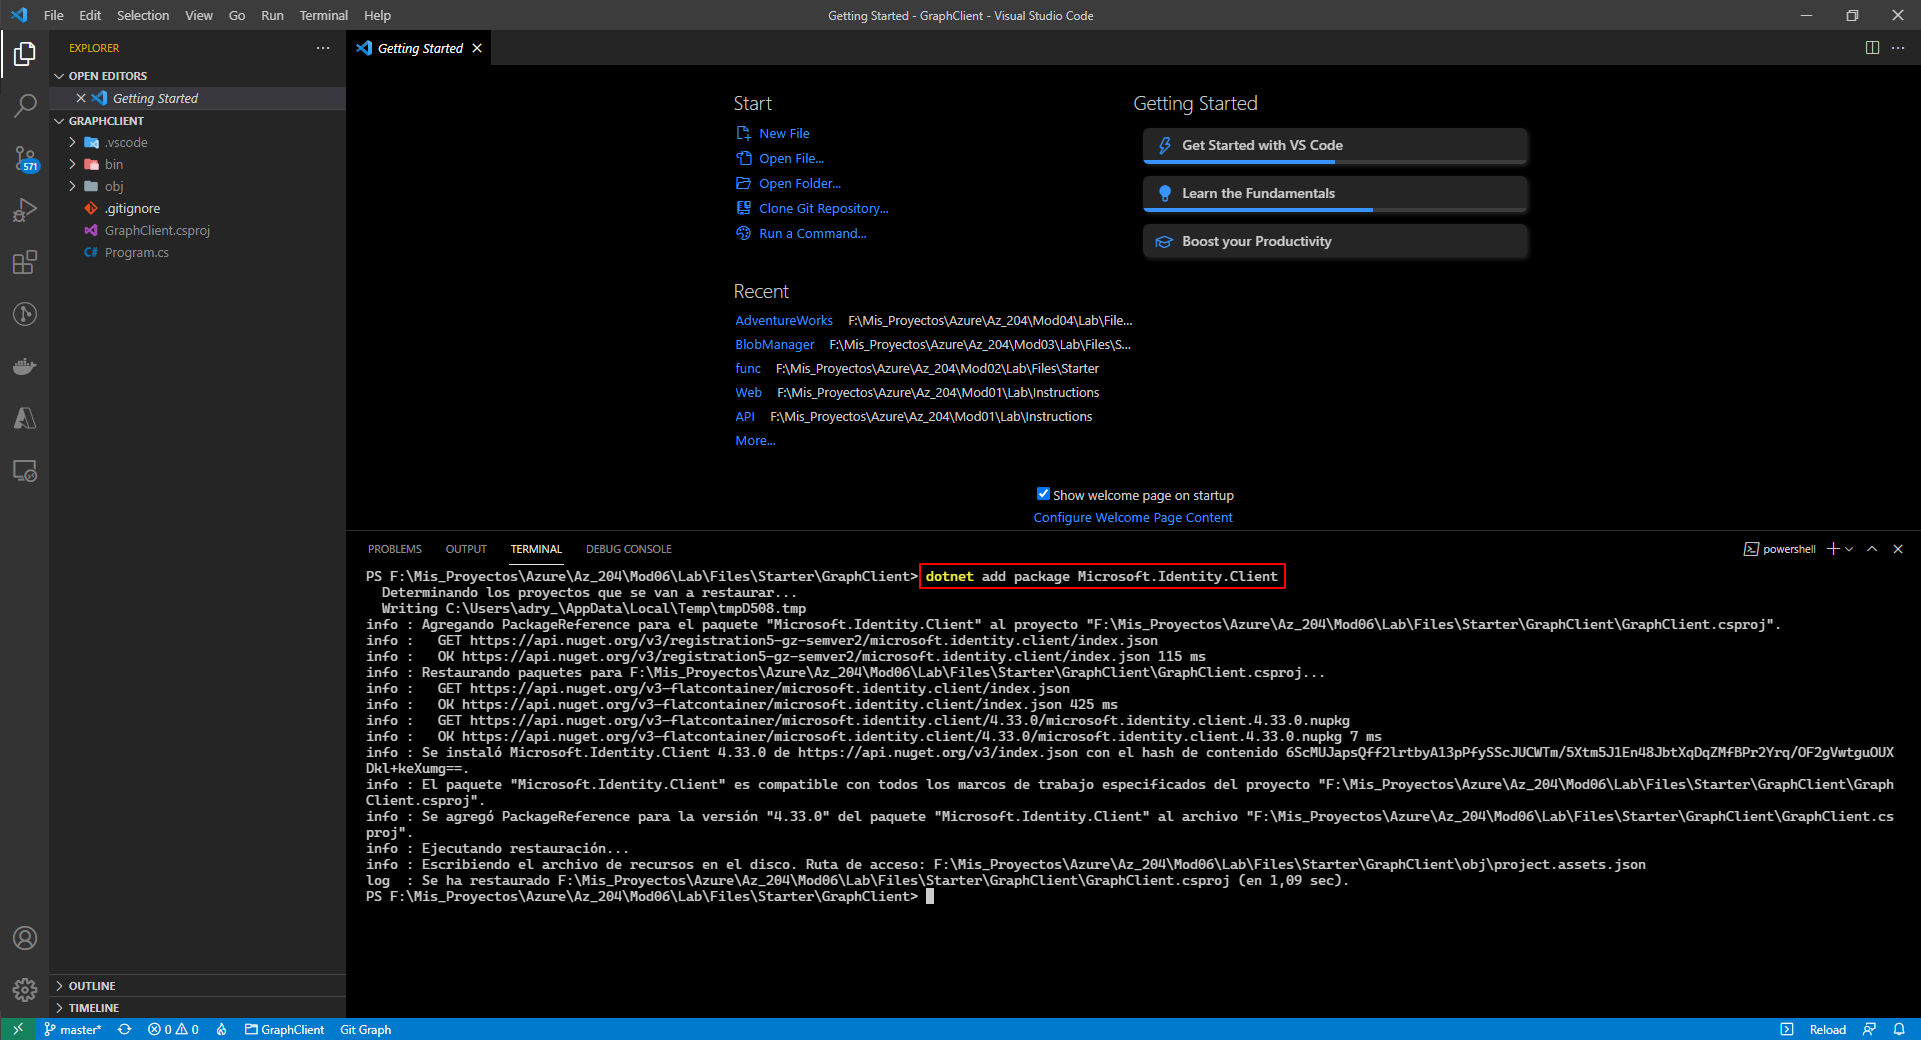 File Edit Selection View Go Run Terminal Help
Getting Started - GraphClient - Visual Studio Code
EXPLORER
OPEN EDITORS
Getting Started
GRAPHCLIENT
.vscode
bin
obj
.gitignore
GraphClient.csproj
C# Program.cs
571
OUTLINE
TIMELINE
Getting Started
Start
New File
Open File...
Open Folder...
Clone Git Repository...
Run a Command...
Recent
AdventureWorks F:\Mis_Proyectos\Azure\Az_204\Mod04\Lab\File...
BlobManager F:\Mis_Proyectos\Azure\Az_204\Mod03\Lab\Files\S...
func F:\Mis_Proyectos\Azure\Az_204\Mod02\Lab\Files\Starter
Web F:\Mis_Proyectos\Azure\Az_204\Mod01\Lab\Instructions
API F:\Mis_Proyectos\Azure\Az_204\Mod01\Lab\Instructions
More...
Getting Started
Get Started with VS Code
Learn the Fundamentals
Boost your Productivity
Show welcome page on startup
Configure Welcome Page Content
PROBLEMS OUTPUT TERMINAL DEBUG CONSOLE
powershell
PS F:\Mis_Proyectos\Azure\Az_204\Mod06\Lab\Files\Starter\GraphClient> dotnet add package Microsoft.Identity.Client
Determinando los proyectos que se van a restaurar...
Writing C:\Users\adry_\AppData\Local\Temp\tmpD508.tmp
info : Agregando PackageReference para el paquete "Microsoft.Identity.Client" al proyecto "F:\Mis_Proyectos\Azure\Az_204\Mod06\Lab\Files\Starter\GraphClient\GraphClient.csproj".
info : GET https://api.nuget.org/v3/registration5-gz-semver2/microsoft.identity.client/index.json
info : OK https://api.nuget.org/v3/registration5-gz-semver2/microsoft.identity.client/index.json 115 ms
info : Restaurando paquetes para F:\Mis_Proyectos\Azure\Az_204\Mod06\Lab\Files\Starter\GraphClient\GraphClient.csproj...
info : GET https://api.nuget.org/v3-flatcontainer/microsoft.identity.client/index.json
info : OK https://api.nuget.org/v3-flatcontainer/microsoft.identity.client/index.json 425 ms
info : GET https://api.nuget.org/v3-flatcontainer/microsoft.identity.client/4.33.0/microsoft.identity.client.4.33.0.nupkg
info : OK https://api.nuget.org/v3-flatcontainer/microsoft.identity.client/4.33.0/microsoft.identity.client.4.33.0.nupkg 7 ms
info : Se instaló Microsoft.Identity.Client 4.33.0 de https://api.nuget.org/v3/index.json con el hash de contenido 6ScMUJapsQff2lrtbyA13pPfySScJUCWTm/5Xtm5J1En48JbtXqDqZMfBPr2Yrq/OF2gVwtguOUX
Dkl+keXumg==.
info : El paquete "Microsoft.Identity.Client" es compatible con todos los marcos de trabajo especificados del proyecto "F:\Mis_Proyectos\Azure\Az_204\Mod06\Lab\Files\Starter\GraphClient\Graph
Client.csproj".
info : Se agregó PackageReference para la versión "4.33.0" del paquete "Microsoft.Identity.Client" al archivo "F:\Mis_Proyectos\Azure\Az_204\Mod06\Lab\Files\Starter\GraphClient\GraphClient.cs
proj".
info : Ejecutando restauración...
info : Escribiendo el archivo de recursos en el disco. Ruta de acceso: F:\Mis_Proyectos\Azure\Az_204\Mod06\Lab\Files\Starter\GraphClient\obj\project.assets.json
log : Se ha restaurado F:\Mis_Proyectos\Azure\Az_204\Mod06\Lab\Files\Starter\GraphClient\GraphClient.csproj (en 1,09 sec).
PS F:\Mis_Proyectos\Azure\Az_204\Mod06\Lab\Files\Starter\GraphClient>
master* 0 0 GraphClient Git Graph Reload